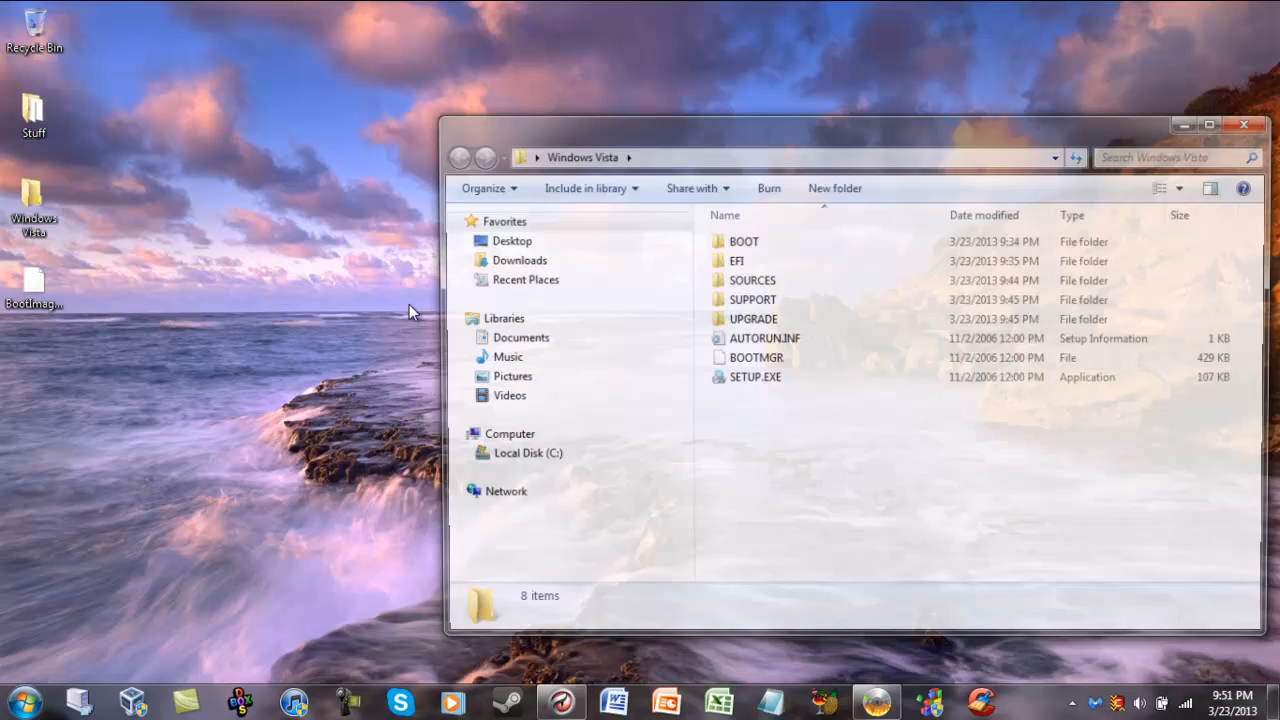 Recycle Bin
Stuff
Windows
Vista
BootImag...
Windows Vista
Search Windows Vista
Organize Include in library Share with Burn New folder
Name Date modified Type Size
Favorites
Desktop
Downloads
Recent Places
Libraries
Documents
Music
Pictures
Videos
Computer
Local Disk (C:)
Network
BOOT 3/23/2013 9:34 PM File folder
EFI 3/23/2013 9:35 PM File folder
SOURCES 3/23/2013 9:44 PM File folder
SUPPORT 3/23/2013 9:45 PM File folder
UPGRADE 3/23/2013 9:45 PM File folder
AUTORUN.INF 11/2/2006 12:00 PM Setup Information 1 KB
BOOTMGR 11/2/2006 12:00 PM File 429 KB
SETUP.EXE 11/2/2006 12:00 PM Application 107 KB
8 items
9:51 PM
3/23/2013